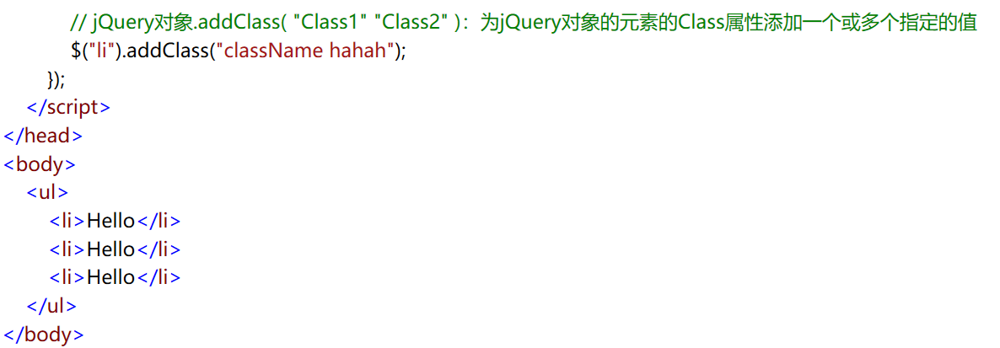 // jQuery对象.addClass( "Class1" "Class2" )：为jQuery对象的元素的Class属性添加一个或多个指定的值
$("li").addClass("className hahah");
});
</script>
</head>
<body>
<ul>
<li>Hello</li>
<li>Hello</li>
<li>Hello</li>
</ul>
</body>